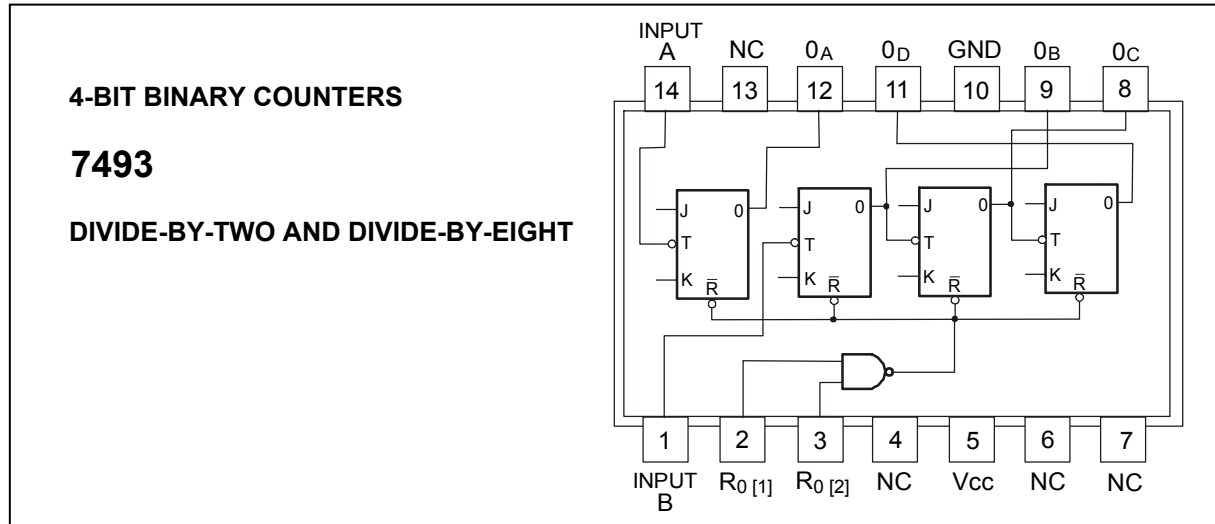 4-BIT BINARY COUNTERS
7493
DIVIDE-BY-TWO AND DIVIDE-BY-EIGHT
INPUT
A NC 0A 0D GND 0B 0C
14 13 12 11 10 9 8
J 0 J 0 J 0 J 0
T T T T
K K K K
R̅ R̅ R̅ R̅
1 2 3 4 5 6 7
INPUT
B R0 [1] R0 [2] NC Vcc NC NC